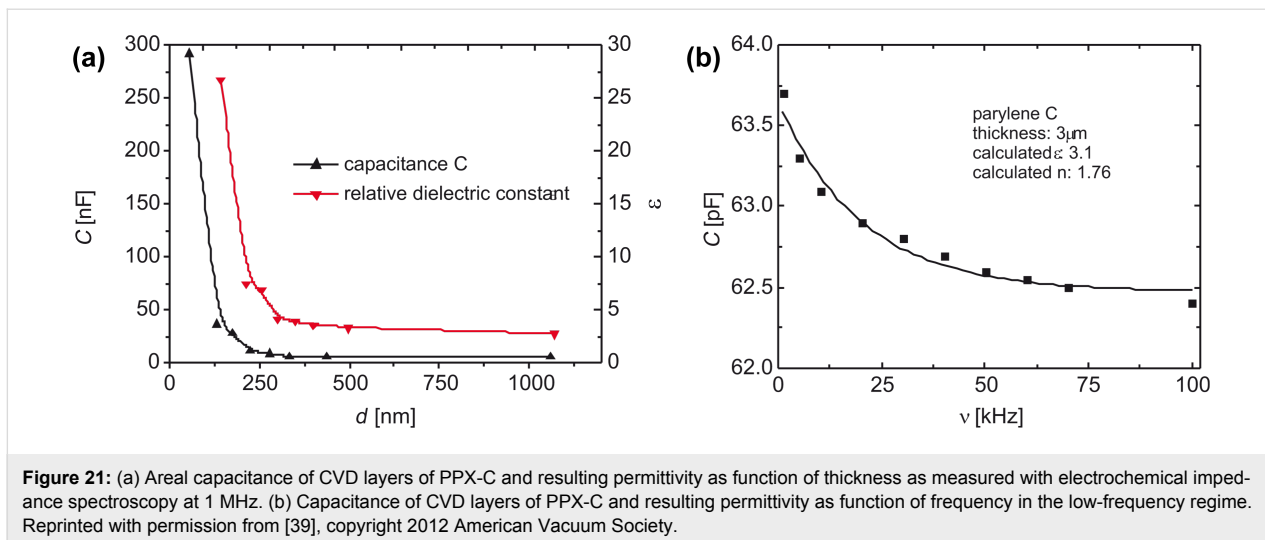 (a)
300
250
200
150
100
50
0
C [nF]
0
250
500
750
1000
d [nm]
30
25
20
15
10
5
0
ε
capacitance C
relative dielectric constant
(b)
64.0
63.5
63.0
62.5
62.0
C [pF]
0
25
50
75
100
ν [kHz]
parylene C
thickness: 3µm
calculated ε: 3.1
calculated n: 1.76
Figure 21: (a) Areal capacitance of CVD layers of PPX-C and resulting permittivity as function of thickness as measured with electrochemical imped-
ance spectroscopy at 1 MHz. (b) Capacitance of CVD layers of PPX-C and resulting permittivity as function of frequency in the low-frequency regime.
Reprinted with permission from [39], copyright 2012 American Vacuum Society.